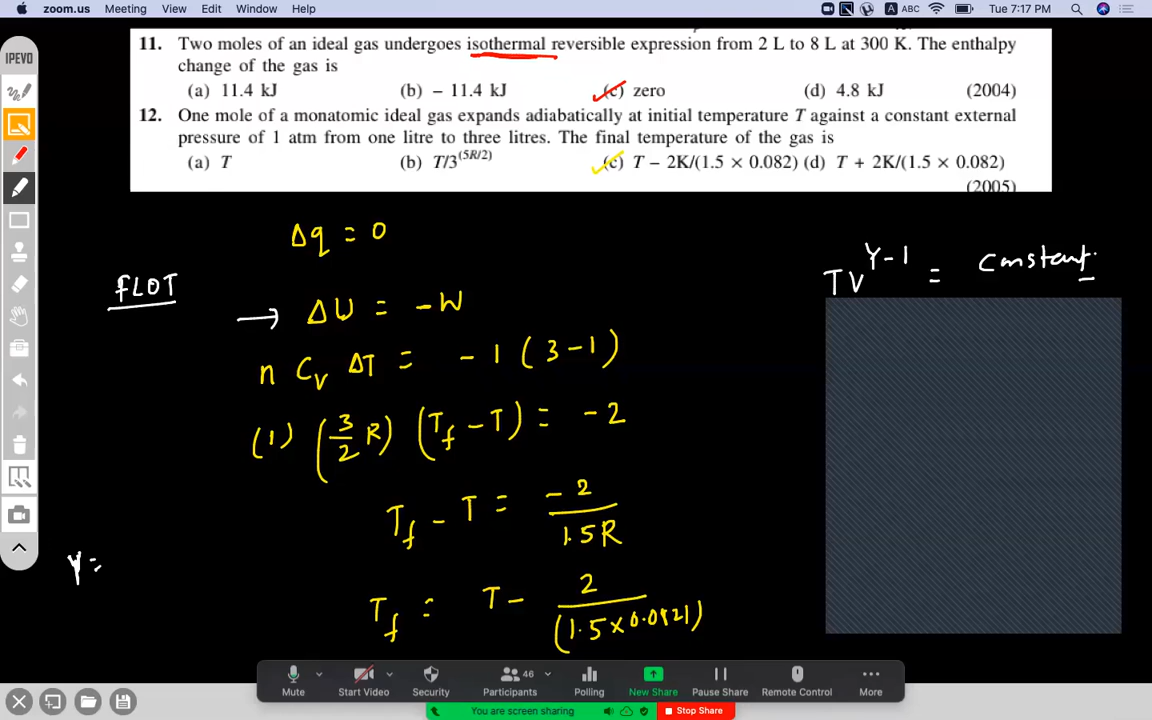 zoom.us Meeting View Edit Window Help ABC Tue 7:17 PM
IPEVO
11. Two moles of an ideal gas undergoes isothermal reversible expression from 2 L to 8 L at 300 K. The enthalpy
change of the gas is
(a) 11.4 kJ (b) – 11.4 kJ (c) zero (d) 4.8 kJ (2004)
12. One mole of a monatomic ideal gas expands adiabatically at initial temperature T against a constant external
pressure of 1 atm from one litre to three litres. The final temperature of the gas is
(a) T (b) T/3^(5R/2) (c) T – 2K/(1.5 × 0.082) (d) T + 2K/(1.5 × 0.082)
(2005)
Δq = 0
TV^γ-1 = constant.
FLOT
→ ΔU = -W
n Cv ΔT = - 1 ( 3 - 1 )
(1) (3/2 R) (Tf - T) = - 2
Tf - T = - 2 / 1.5 R
γ =
Tf = T - 2 / (1.5 × 0.0821)
Mute Start Video Security 46 Participants Polling New Share Pause Share Remote Control More
You are screen sharing Stop Share